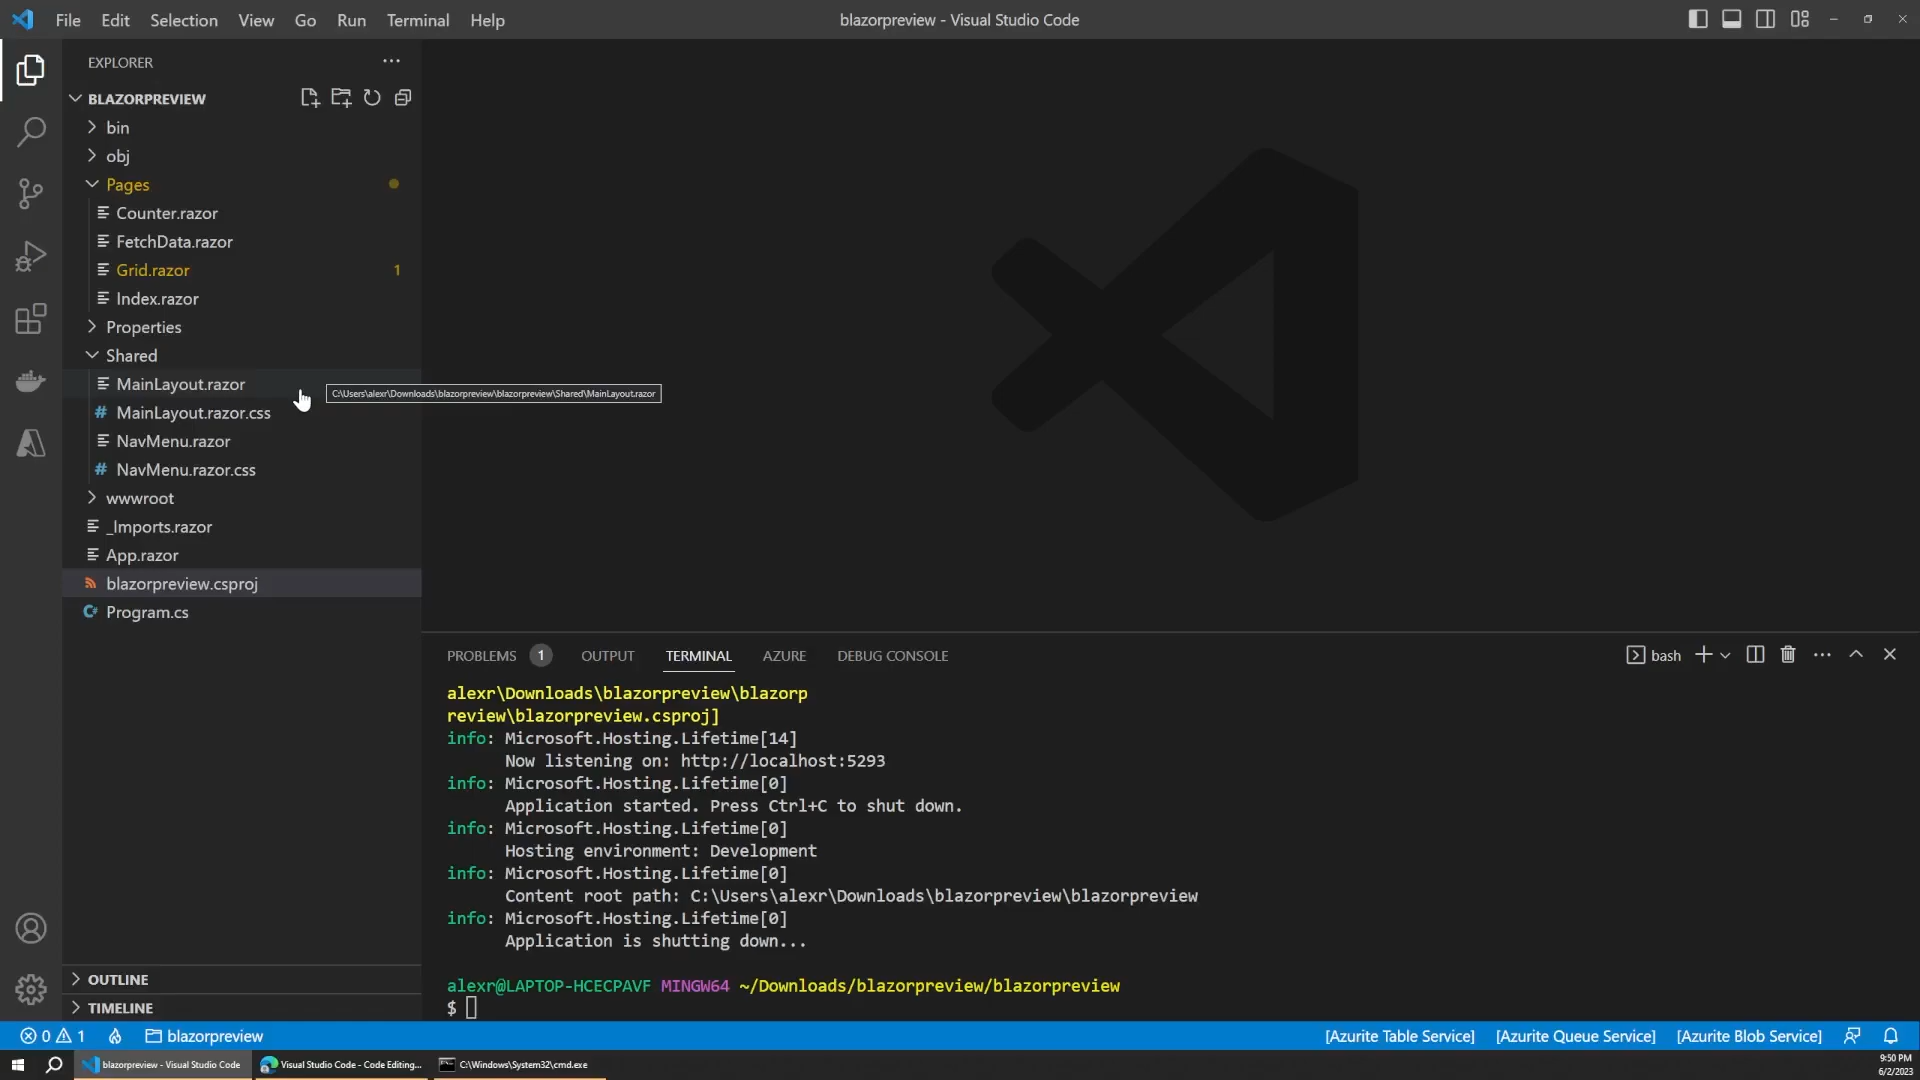 File Edit Selection View Go Run Terminal Help
blazorpreview - Visual Studio Code
EXPLORER
BLAZORPREVIEW
bin
obj
Pages
Counter.razor
FetchData.razor
Grid.razor 1
Index.razor
Properties
Shared
MainLayout.razor
C:\Users\alexr\Downloads\blazorpreview\blazorpreview\Shared\MainLayout.razor
MainLayout.razor.css
NavMenu.razor
NavMenu.razor.css
wwwroot
_Imports.razor
App.razor
blazorpreview.csproj
Program.cs
OUTLINE
TIMELINE
PROBLEMS 1 OUTPUT TERMINAL AZURE DEBUG CONSOLE
bash
alexr\Downloads\blazorpreview\blazorp
review\blazorpreview.csproj]
info: Microsoft.Hosting.Lifetime[14]
Now listening on: http://localhost:5293
info: Microsoft.Hosting.Lifetime[0]
Application started. Press Ctrl+C to shut down.
info: Microsoft.Hosting.Lifetime[0]
Hosting environment: Development
info: Microsoft.Hosting.Lifetime[0]
Content root path: C:\Users\alexr\Downloads\blazorpreview\blazorpreview
info: Microsoft.Hosting.Lifetime[0]
Application is shutting down...
alexr@LAPTOP-HCECPAVF MINGW64 ~/Downloads/blazorpreview/blazorpreview
$
0 1 blazorpreview
[Azurite Table Service] [Azurite Queue Service] [Azurite Blob Service]
blazorpreview - Visual Studio Code
Visual Studio Code - Code Editing...
C:\Windows\System32\cmd.exe
9:50 PM
6/2/2023